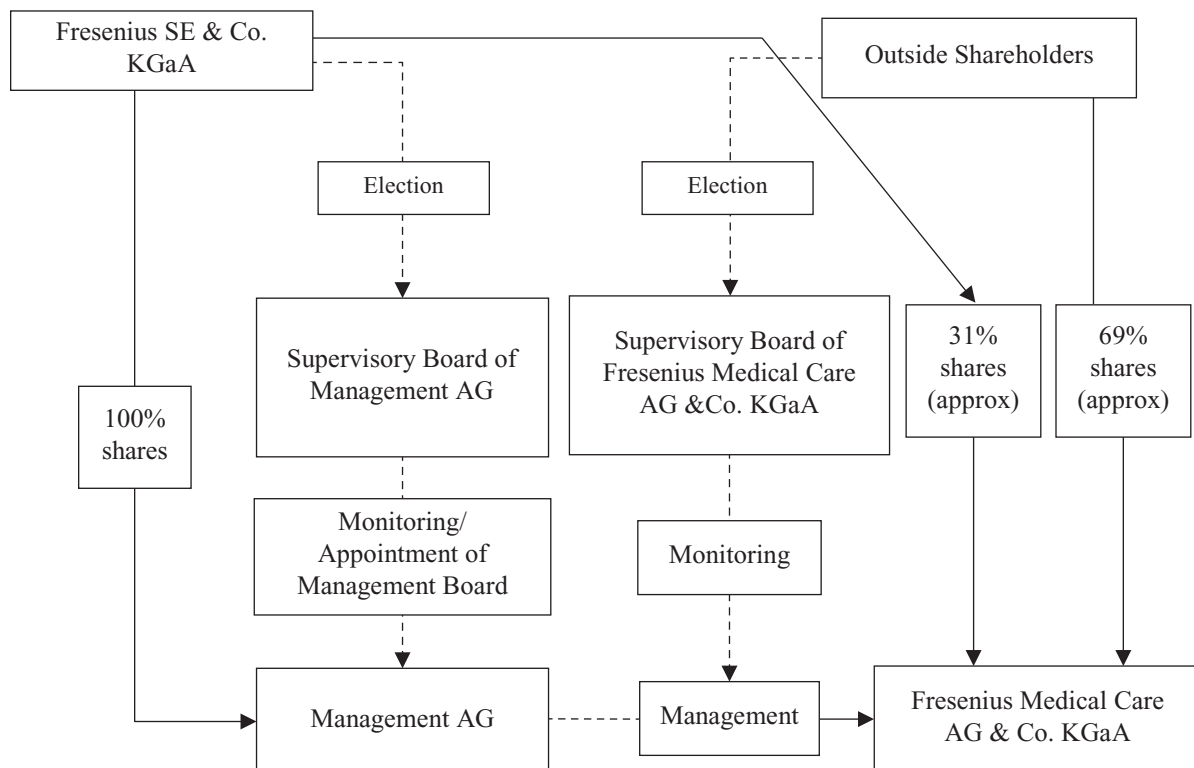 Fresenius SE & Co.
KGaA
Outside Shareholders
Election
Election
Supervisory Board of
Management AG
Supervisory Board of
Fresenius Medical Care
AG &Co. KGaA
31%
shares
(approx)
69%
shares
(approx)
100%
shares
Monitoring/
Appointment of
Management Board
Monitoring
Management AG
Management
Fresenius Medical Care
AG & Co. KGaA